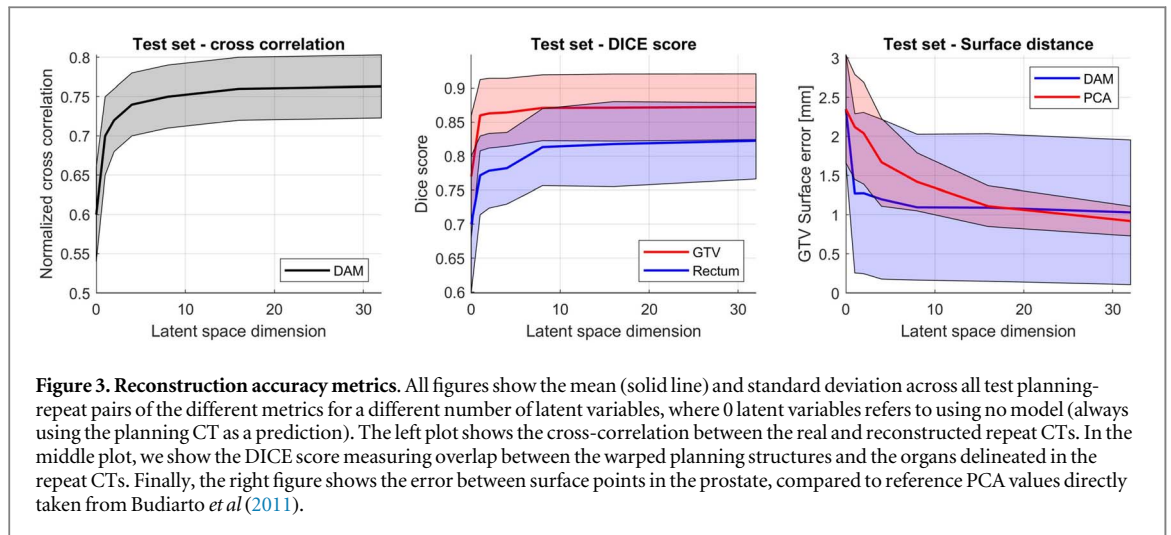 Test set - cross correlation
Normalized cross correlation
0.8
0.75
0.7
0.65
0.6
0.55
0.5
0 10 20 30
Latent space dimension
DAM
Test set - DICE score
Dice score
0.9
0.85
0.8
0.75
0.7
0.65
0.6
0 10 20 30
Latent space dimension
GTV
Rectum
Test set - Surface distance
GTV Surface error [mm]
3
2.5
2
1.5
1
0.5
0
0 10 20 30
Latent space dimension
DAM
PCA
Figure 3. Reconstruction accuracy metrics. All figures show the mean (solid line) and standard deviation across all test planning-
repeat pairs of the different metrics for a different number of latent variables, where 0 latent variables refers to using no model (always
using the planning CT as a prediction). The left plot shows the cross-correlation between the real and reconstructed repeat CTs. In the
middle plot, we show the DICE score measuring overlap between the warped planning structures and the organs delineated in the
repeat CTs. Finally, the right figure shows the error between surface points in the prostate, compared to reference PCA values directly
taken from Budiarto et al (2011).